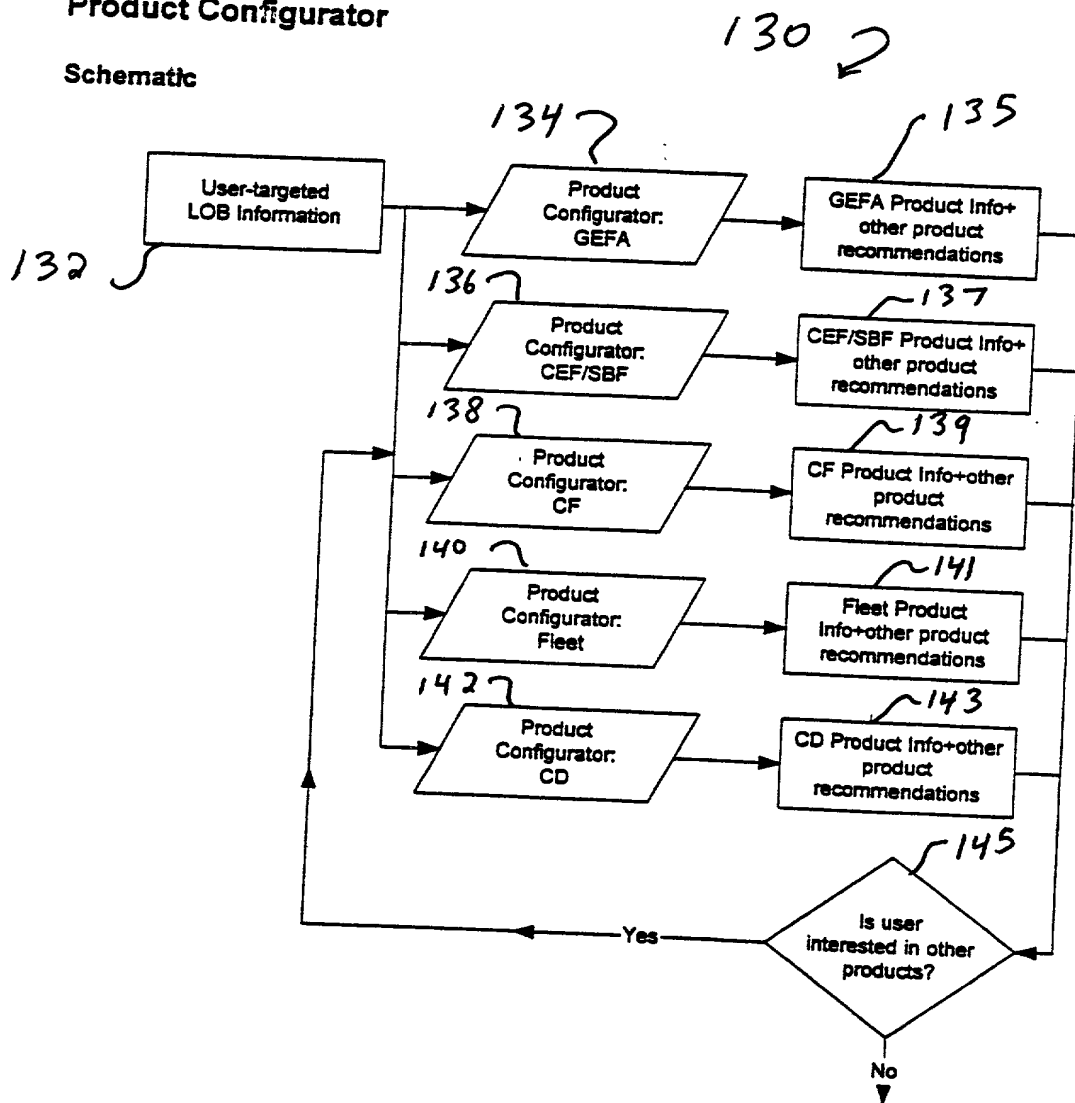 Product Configurator
Schematic
130
134
135
User-targeted
LOB Information
132
Product
Configurator:
GEFA
GEFA Product Info+
other product
recommendations
136
137
Product
Configurator:
CEF/SBF
CEF/SBF Product Info+
other product
recommendations
138
139
Product
Configurator:
CF
CF Product Info+other
product
recommendations
140
141
Product
Configurator:
Fleet
Fleet Product
Info+other product
recommendations
142
143
Product
Configurator:
CD
CD Product Info+other
product
recommendations
145
Is user
interested in other
products?
Yes
No